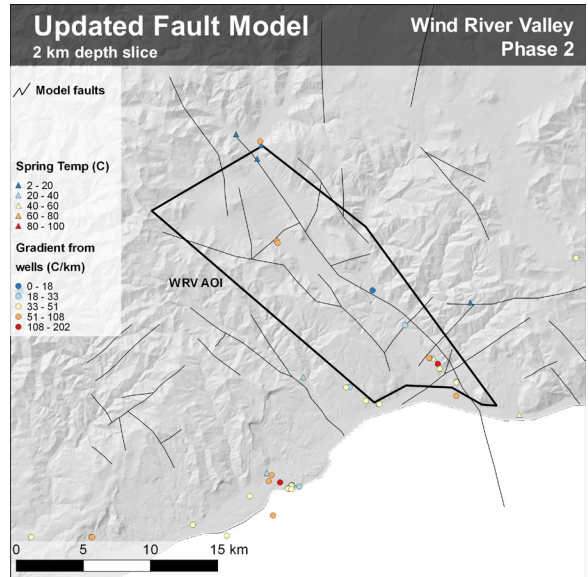 Updated Fault Model
2 km depth slice
Wind River Valley
Phase 2
Model faults
Spring Temp (C)
2 - 20
20 - 40
40 - 60
60 - 80
80 - 100
Gradient from
wells (C/km)
0 - 18
18 - 33
33 - 51
51 - 108
108 - 202
WRV AOI
0 5 10 15 km